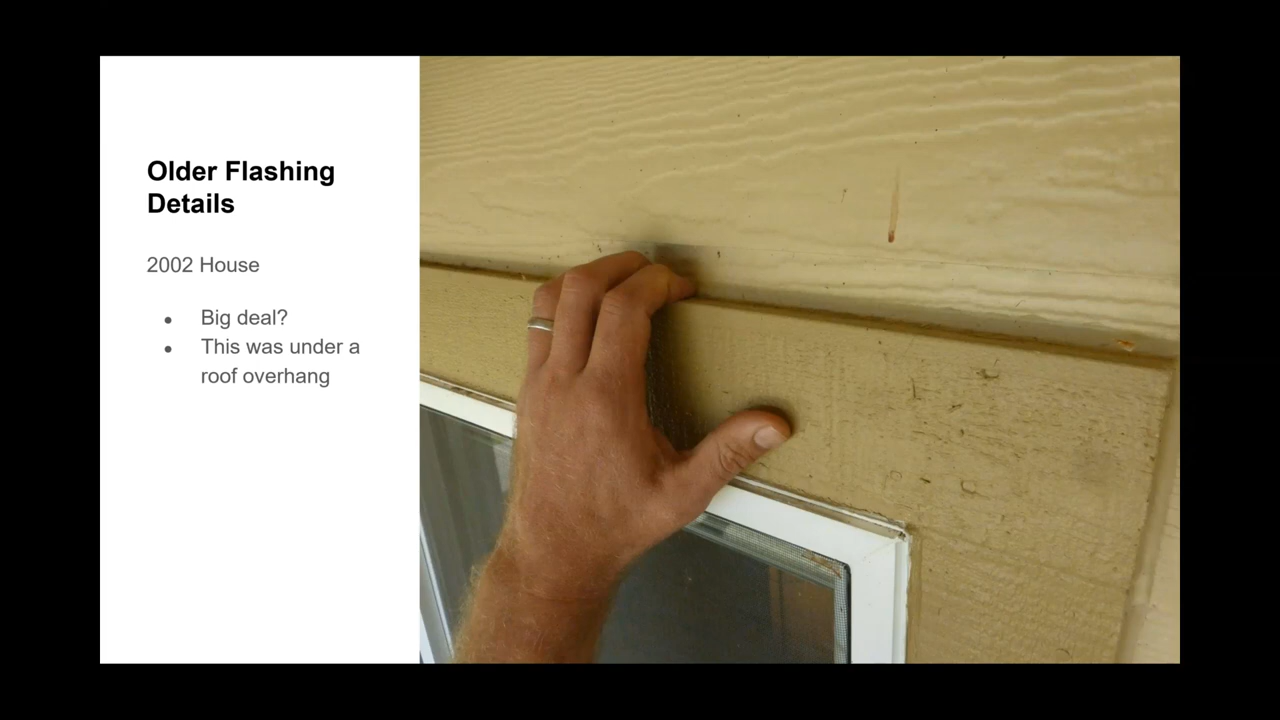 Older Flashing
Details
2002 House
● Big deal?
● This was under a
roof overhang